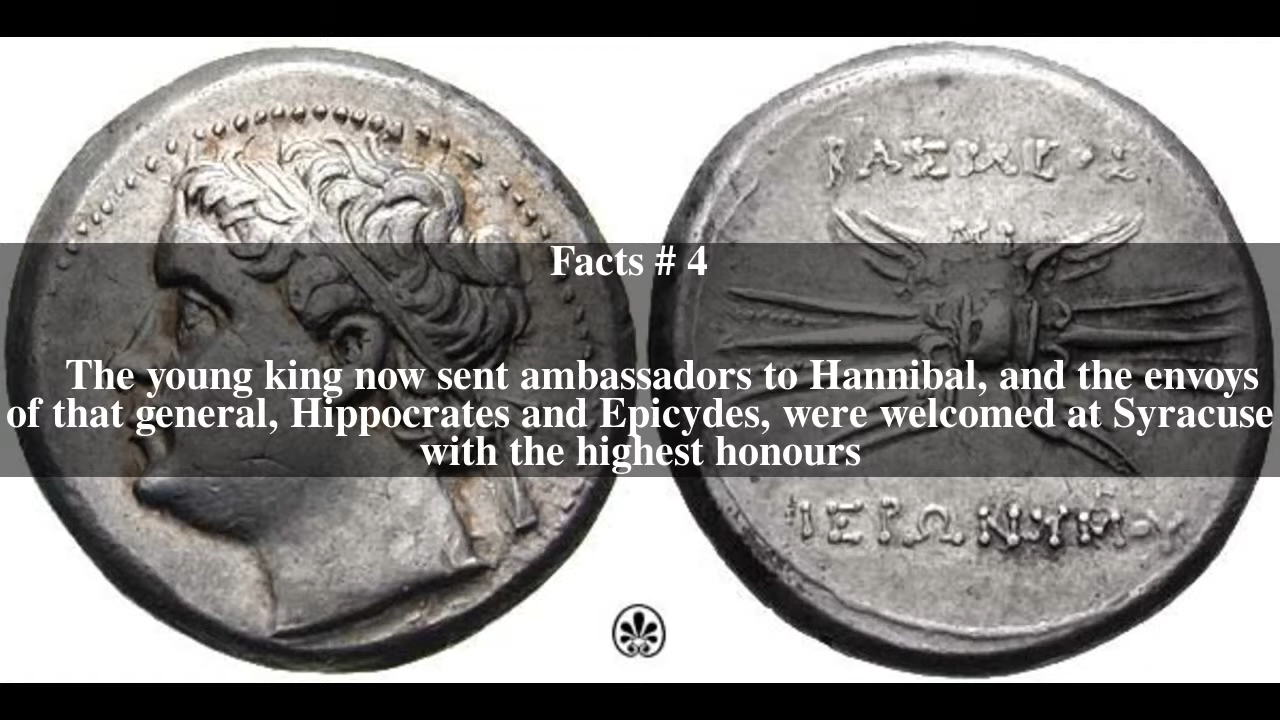 ΒΑΣΙΛΕΟΣ
Facts # 4
The young king now sent ambassadors to Hannibal, and the envoys
of that general, Hippocrates and Epicydes, were welcomed at Syracuse
with the highest honours
ΙΕΡΩΝΥΜΟΥ